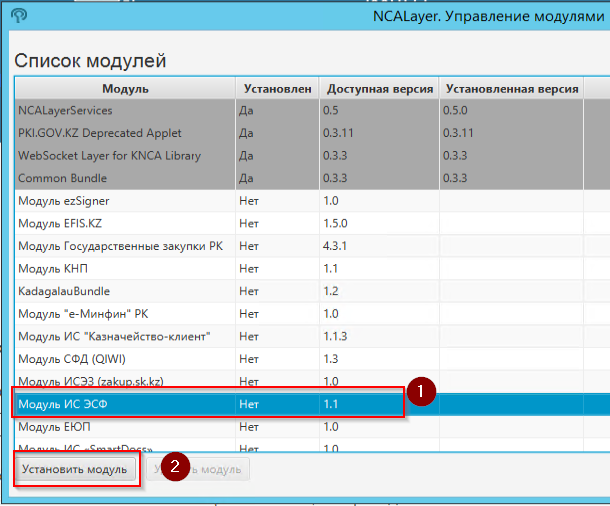 NCALayer. Управление модулями
Список модулей
Модуль Установлен Доступная версия Установленная версия
NCALayerServices Да 0.5 0.5.0
PKI.GOV.KZ Deprecated Applet Да 0.3.11 0.3.11
WebSocket Layer for KNCA Library Да 0.3.3 0.3.3
Common Bundle Да 0.3.3 0.3.3
Модуль ezSigner Нет 1.0
Модуль EFIS.KZ Нет 1.5.0
Модуль Государственные закупки РК Нет 4.3.1
Модуль КНП Нет 1.1
KadagalauBundle Нет 1.2
Модуль "е-Минфин" РК Нет 1.0
Модуль ИС "Казначейство-клиент" Нет 1.1.3
Модуль СФД (QIWI) Нет 1.3
Модуль ИСЭЗ (zakup.sk.kz) Нет 1.0
1
Модуль ИС ЭСФ Нет 1.1
Модуль ЕЮП Нет 1.0
Модуль ИС «SmartDocs» Нет 1.0
Установить модуль 2 модуль